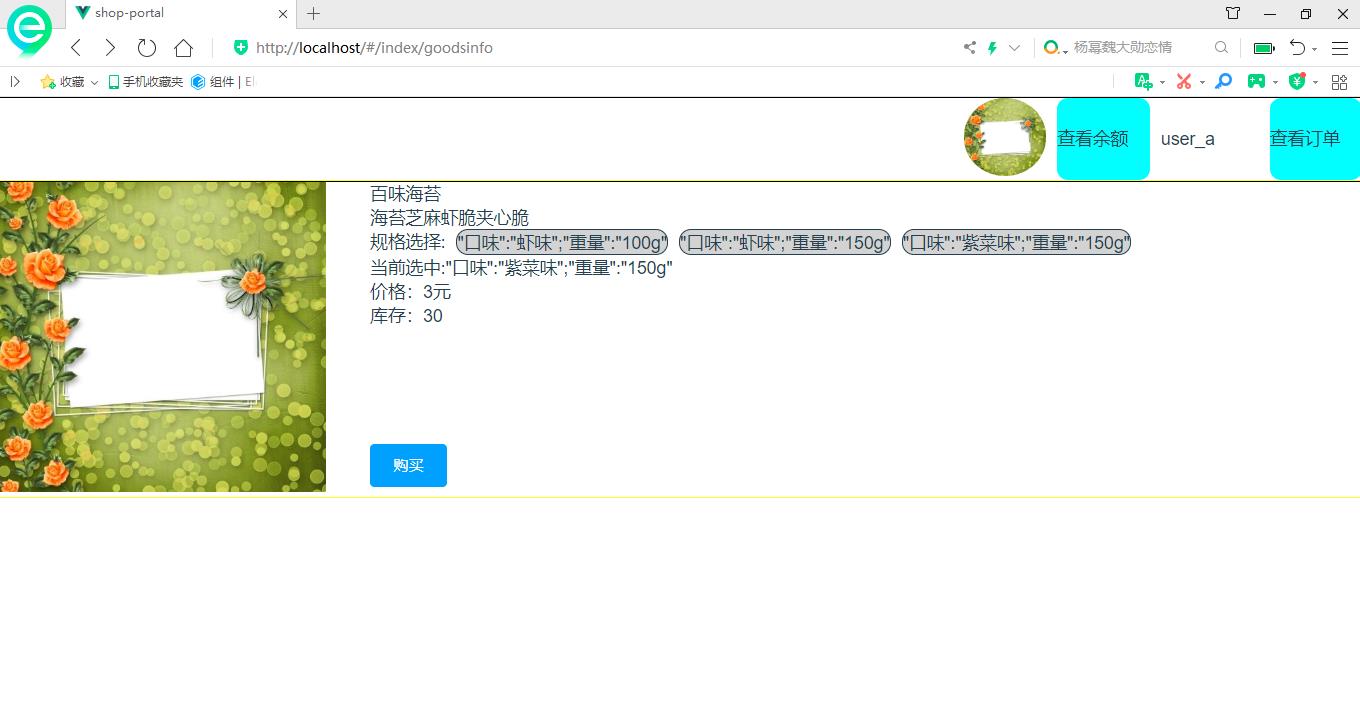 shop-portal
http://localhost/#/index/goodsinfo
杨幂魏大勋恋情
收藏 手机收藏夹 组件 | El
查看余额 user_a 查看订单
百味海苔
海苔芝麻虾脆夹心脆
规格选择: "口味":"虾味";"重量":"100g" "口味":"虾味";"重量":"150g" "口味":"紫菜味";"重量":"150g"
当前选中:"口味":"紫菜味";"重量":"150g"
价格：3元
库存：30
购买